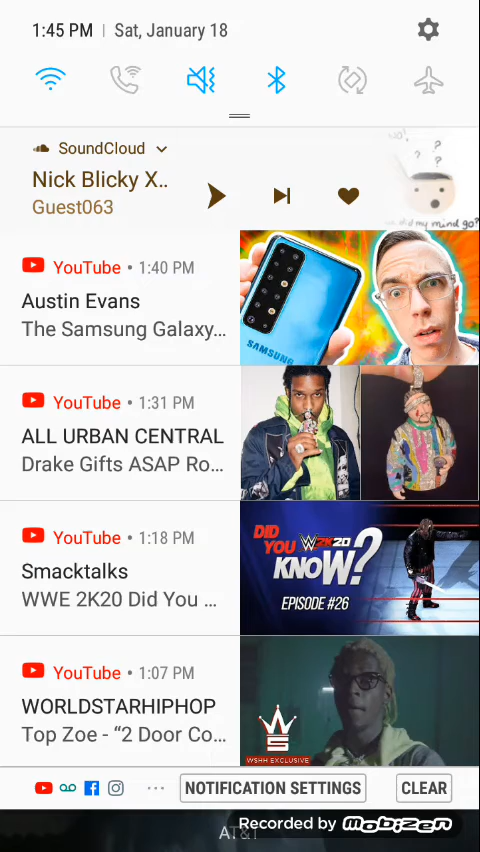 1:45 PM | Sat, January 18
SoundCloud
Nick Blicky X..
Guest063
YouTube • 1:40 PM
Austin Evans
The Samsung Galaxy...
SAMSUNG
YouTube • 1:31 PM
ALL URBAN CENTRAL
Drake Gifts ASAP Ro...
YouTube • 1:18 PM
Smacktalks
WWE 2K20 Did You ...
DID YOU KNOW?
W2K20
EPISODE #26
YouTube • 1:07 PM
WORLDSTARHIPHOP
Top Zoe - “2 Door Co...
WSHH EXCLUSIVE
NOTIFICATION SETTINGS
CLEAR
AT&T
Recorded by Mobizen